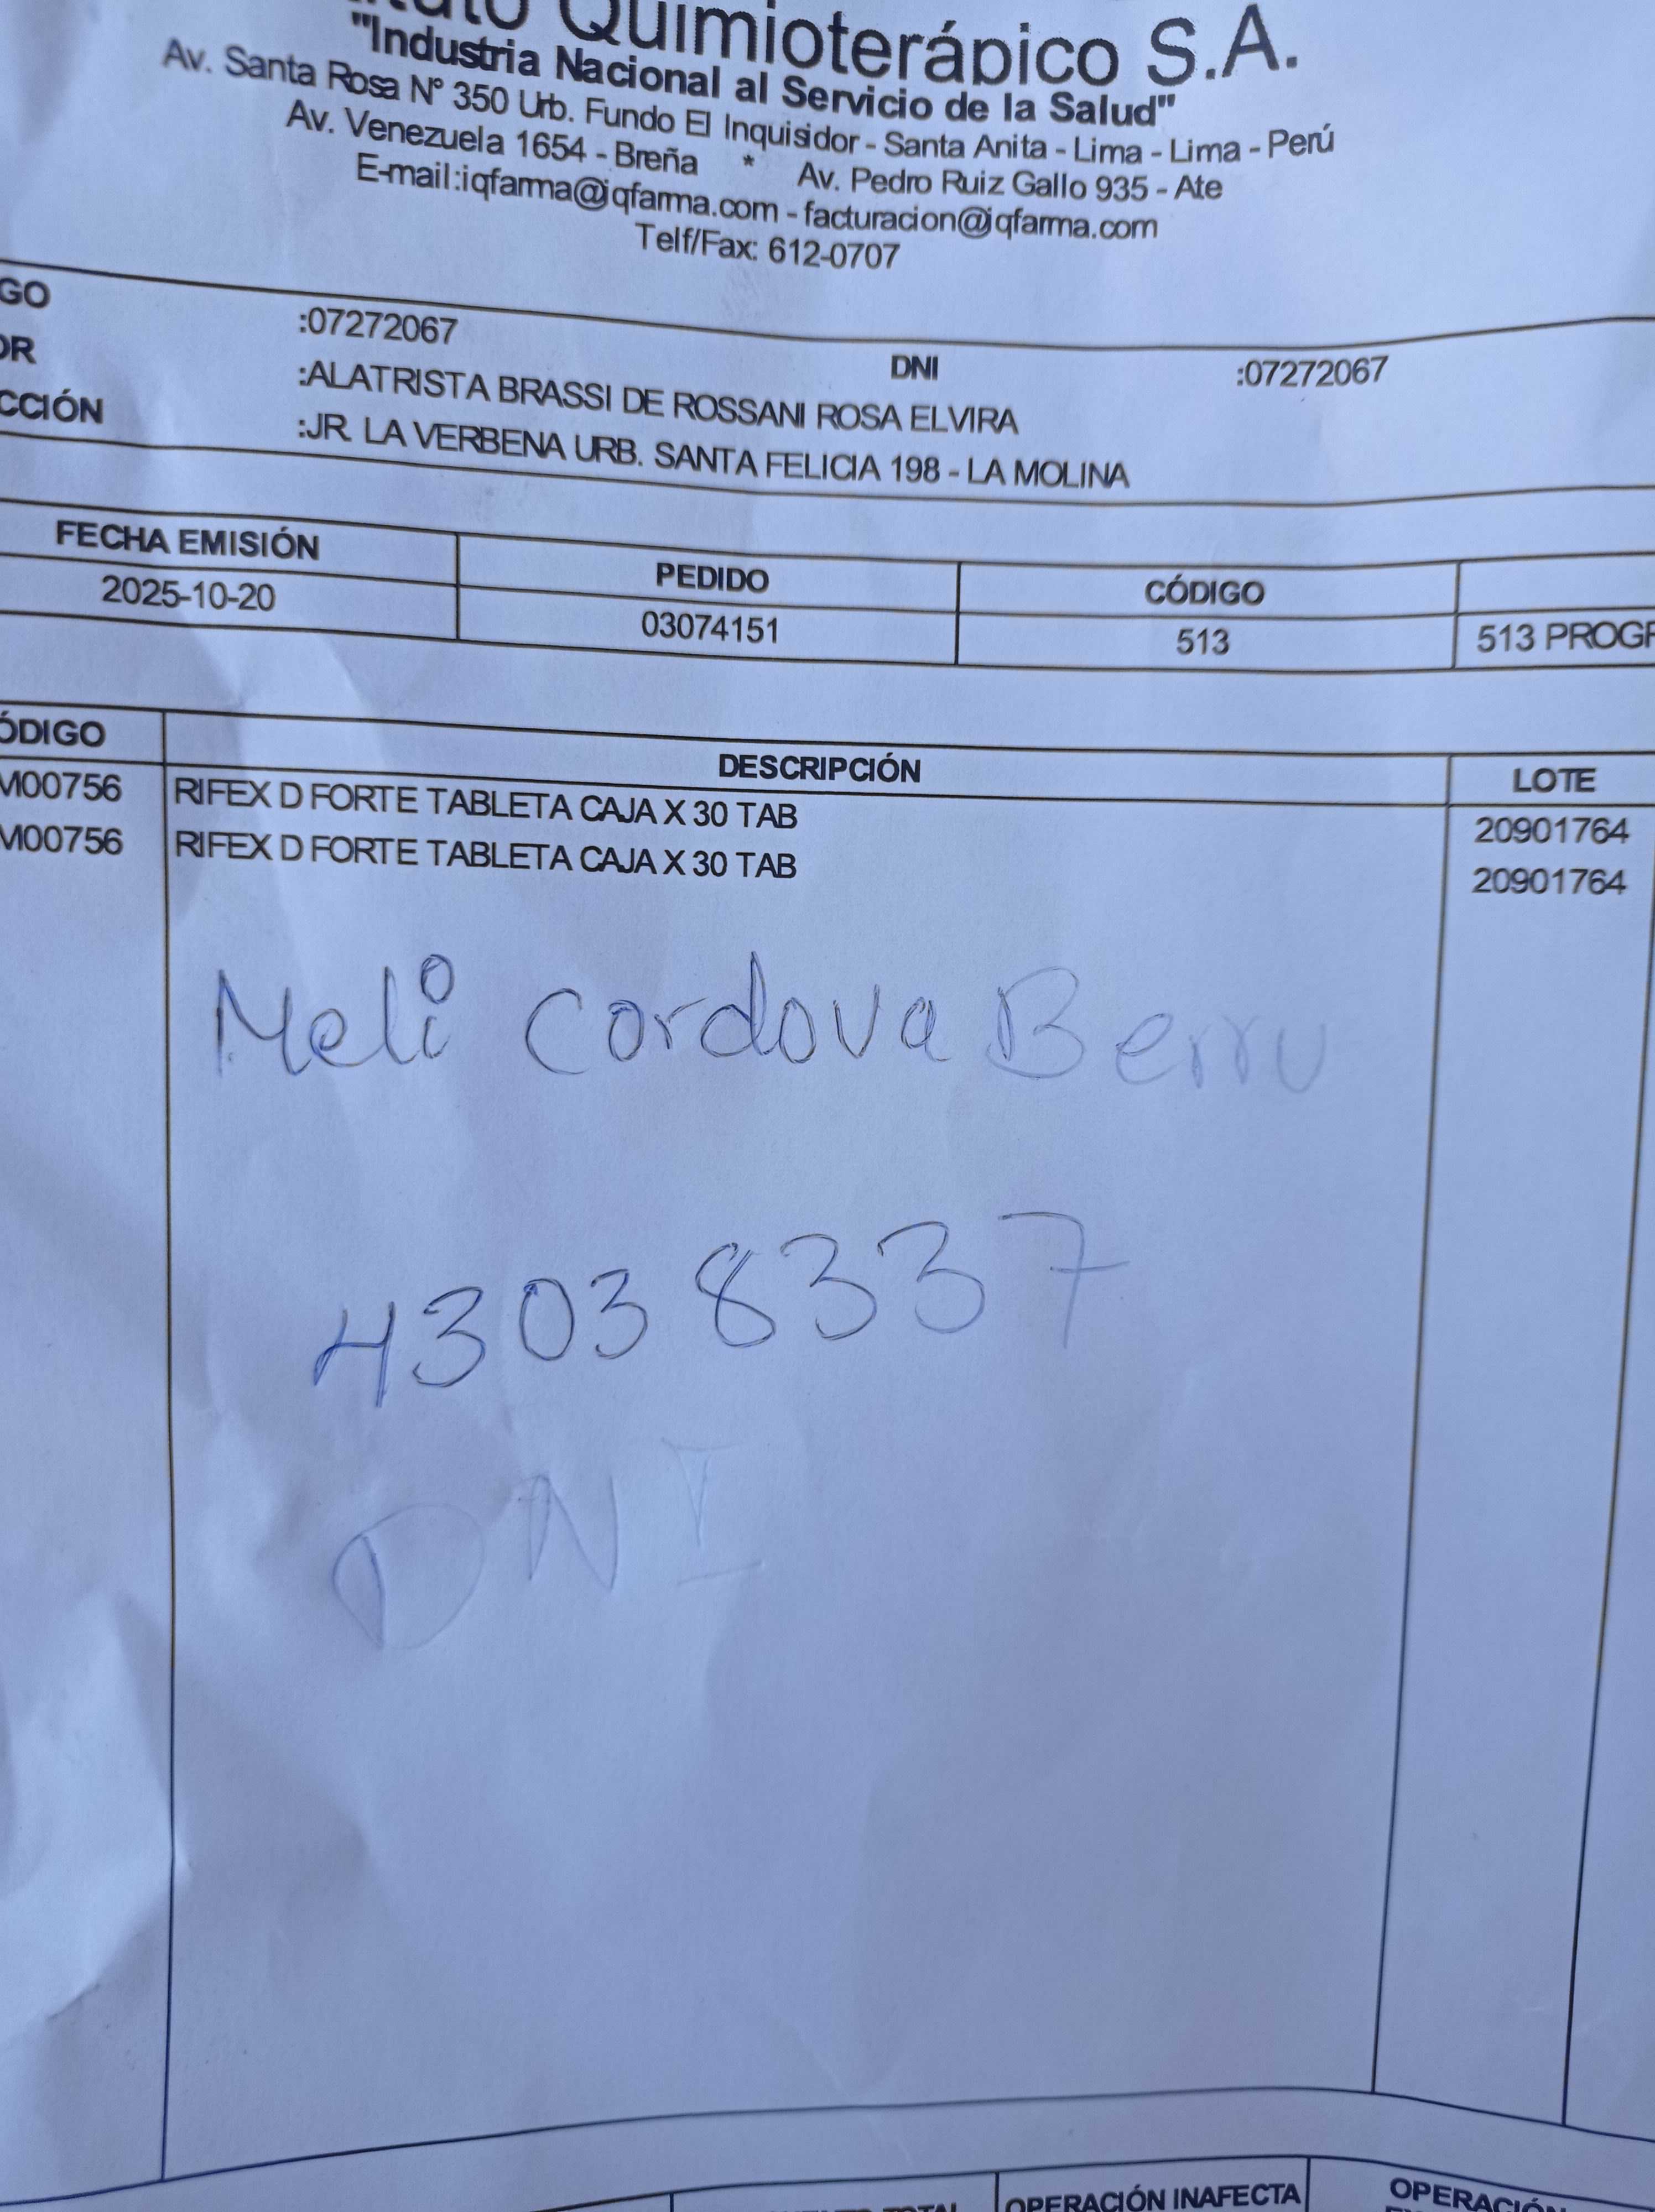 Quimioterápico S.A.
"Industria Nacional al Servicio de la Salud"
Av. Santa Rosa N° 350 Urb. Fundo El Inquisidor - Santa Anita - Lima - Lima - Perú
Av. Venezuela 1654 - Breña * Av. Pedro Ruiz Gallo 935 - Ate
E-mail:iqfarma@iqfarma.com - facturacion@iqfarma.com
Telf/Fax: 612-0707
GO :07272067 DNI :07272067
OR :ALATRISTA BRASSI DE ROSSANI ROSA ELVIRA
CCIÓN :JR. LA VERBENA URB. SANTA FELICIA 198 - LA MOLINA
FECHA EMISIÓN PEDIDO CÓDIGO
2025-10-20 03074151 513 513 PROGR
ÓDIGO DESCRIPCIÓN LOTE
M00756 RIFEX D FORTE TABLETA CAJA X 30 TAB 20901764
M00756 RIFEX D FORTE TABLETA CAJA X 30 TAB 20901764
Meli Cordova Berru
43038337
DNI
OPERACIÓN INAFECTA OPERACIÓN